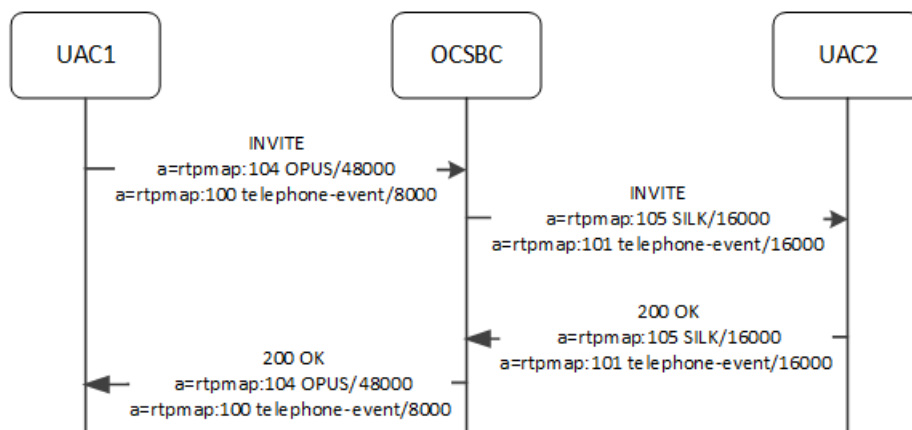 UAC1
OCSBC
UAC2
INVITE
a=rtpmap:104 OPUS/48000
a=rtpmap:100 telephone-event/8000
INVITE
a=rtpmap:105 SILK/16000
a=rtpmap:101 telephone-event/16000
200 OK
a=rtpmap:105 SILK/16000
a=rtpmap:101 telephone-event/16000
200 OK
a=rtpmap:104 OPUS/48000
a=rtpmap:100 telephone-event/8000